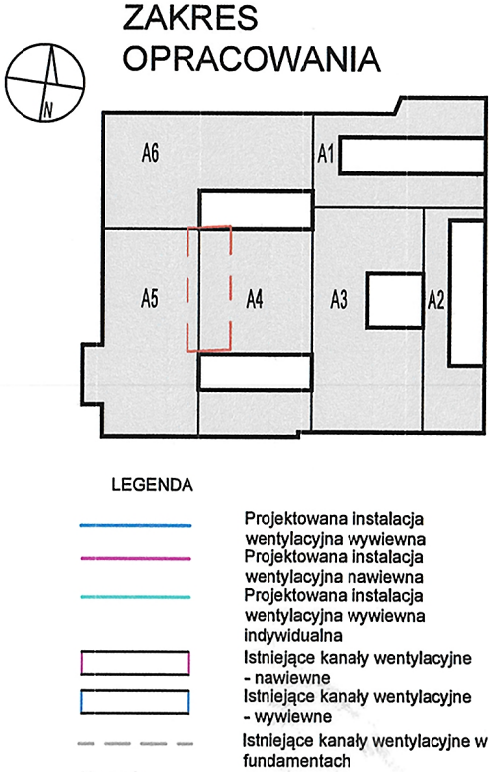 ZAKRES
OPRACOWANIA
N
A6
A1
A5
A4
A3
A2
LEGENDA
Projektowana instalacja
wentylacyjna wywiewna
Projektowana instalacja
wentylacyjna nawiewna
Projektowana instalacja
wentylacyjna wywiewna
indywidualna
Istniejące kanały wentylacyjne
- nawiewne
Istniejące kanały wentylacyjne
- wywiewne
Istniejące kanały wentylacyjne w
fundamentach